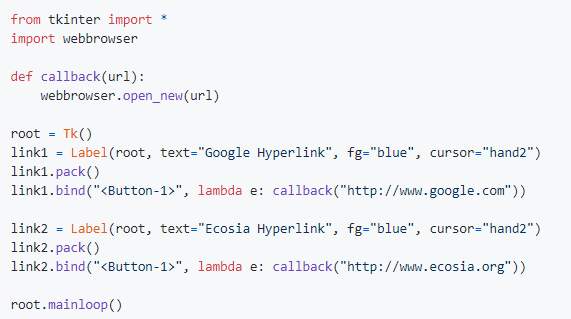 from tkinter import *
import webbrowser

def callback(url):
    webbrowser.open_new(url)

root = Tk()
link1 = Label(root, text="Google Hyperlink", fg="blue", cursor="hand2")
link1.pack()
link1.bind("<Button-1>", lambda e: callback("http://www.google.com"))

link2 = Label(root, text="Ecosia Hyperlink", fg="blue", cursor="hand2")
link2.pack()
link2.bind("<Button-1>", lambda e: callback("http://www.ecosia.org"))

root.mainloop()